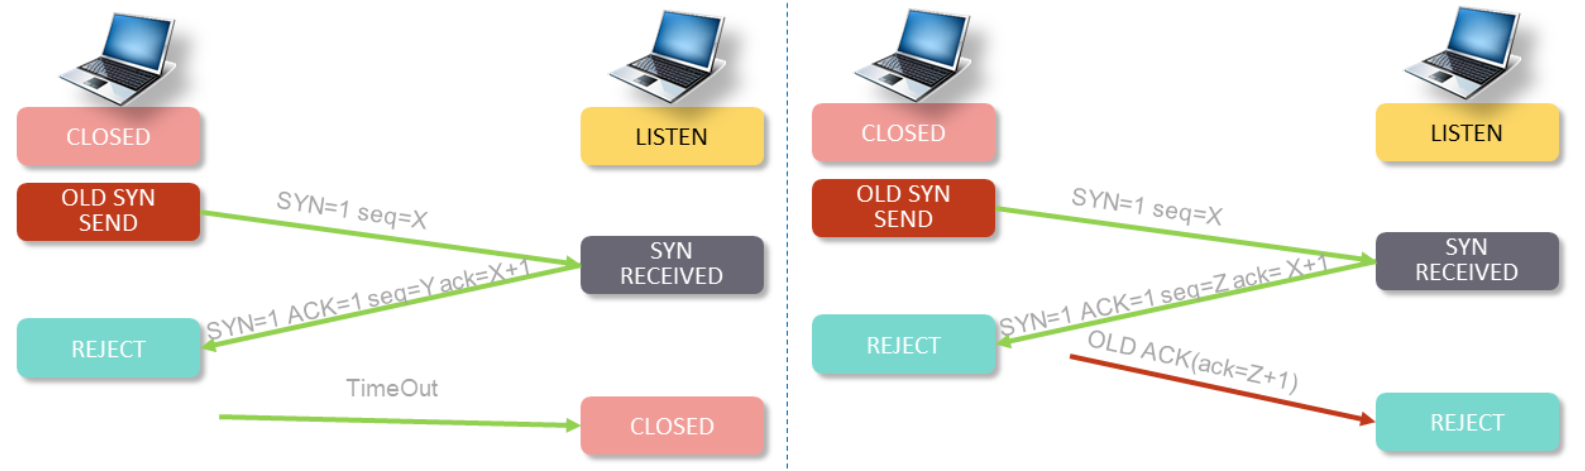 CLOSED
LISTEN
OLD SYN
SEND
SYN=1 seq=X
SYN
RECEIVED
SYN=1 ACK=1 seq=Y ack=X+1
REJECT
TimeOut
CLOSED
CLOSED
LISTEN
OLD SYN
SEND
SYN=1 seq=X
SYN
RECEIVED
SYN=1 ACK=1 seq=Z ack= X+1
REJECT
OLD ACK(ack=Z+1)
REJECT